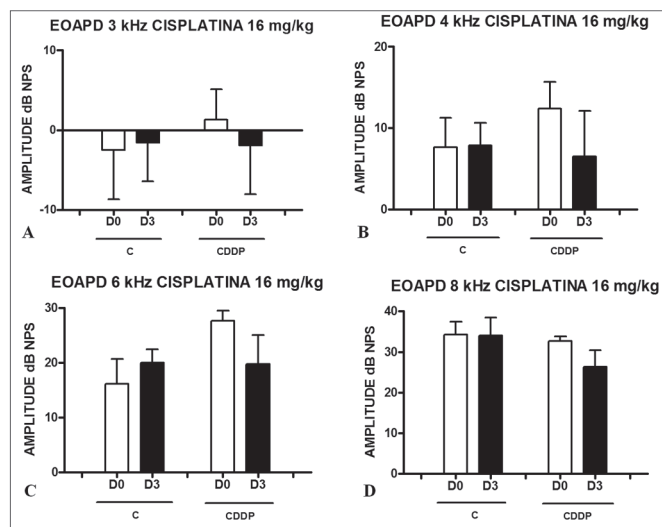 EOAPD 3 kHz CISPLATINA 16 mg/kg
AMPLITUDE dB NPS
10
0
-10
D0 D3 D0 D3
C CDDP
A
EOAPD 4 kHz CISPLATINA 16 mg/kg
AMPLITUDE dB NPS
20
10
0
D0 D3 D0 D3
C CDDP
B
EOAPD 6 kHz CISPLATINA 16 mg/kg
AMPLITUDE dB NPS
30
20
10
0
D0 D3 D0 D3
C CDDP
C
EOAPD 8 kHz CISPLATINA 16 mg/kg
AMPLITUDE dB NPS
40
30
20
10
0
D0 D3 D0 D3
C CDDP
D